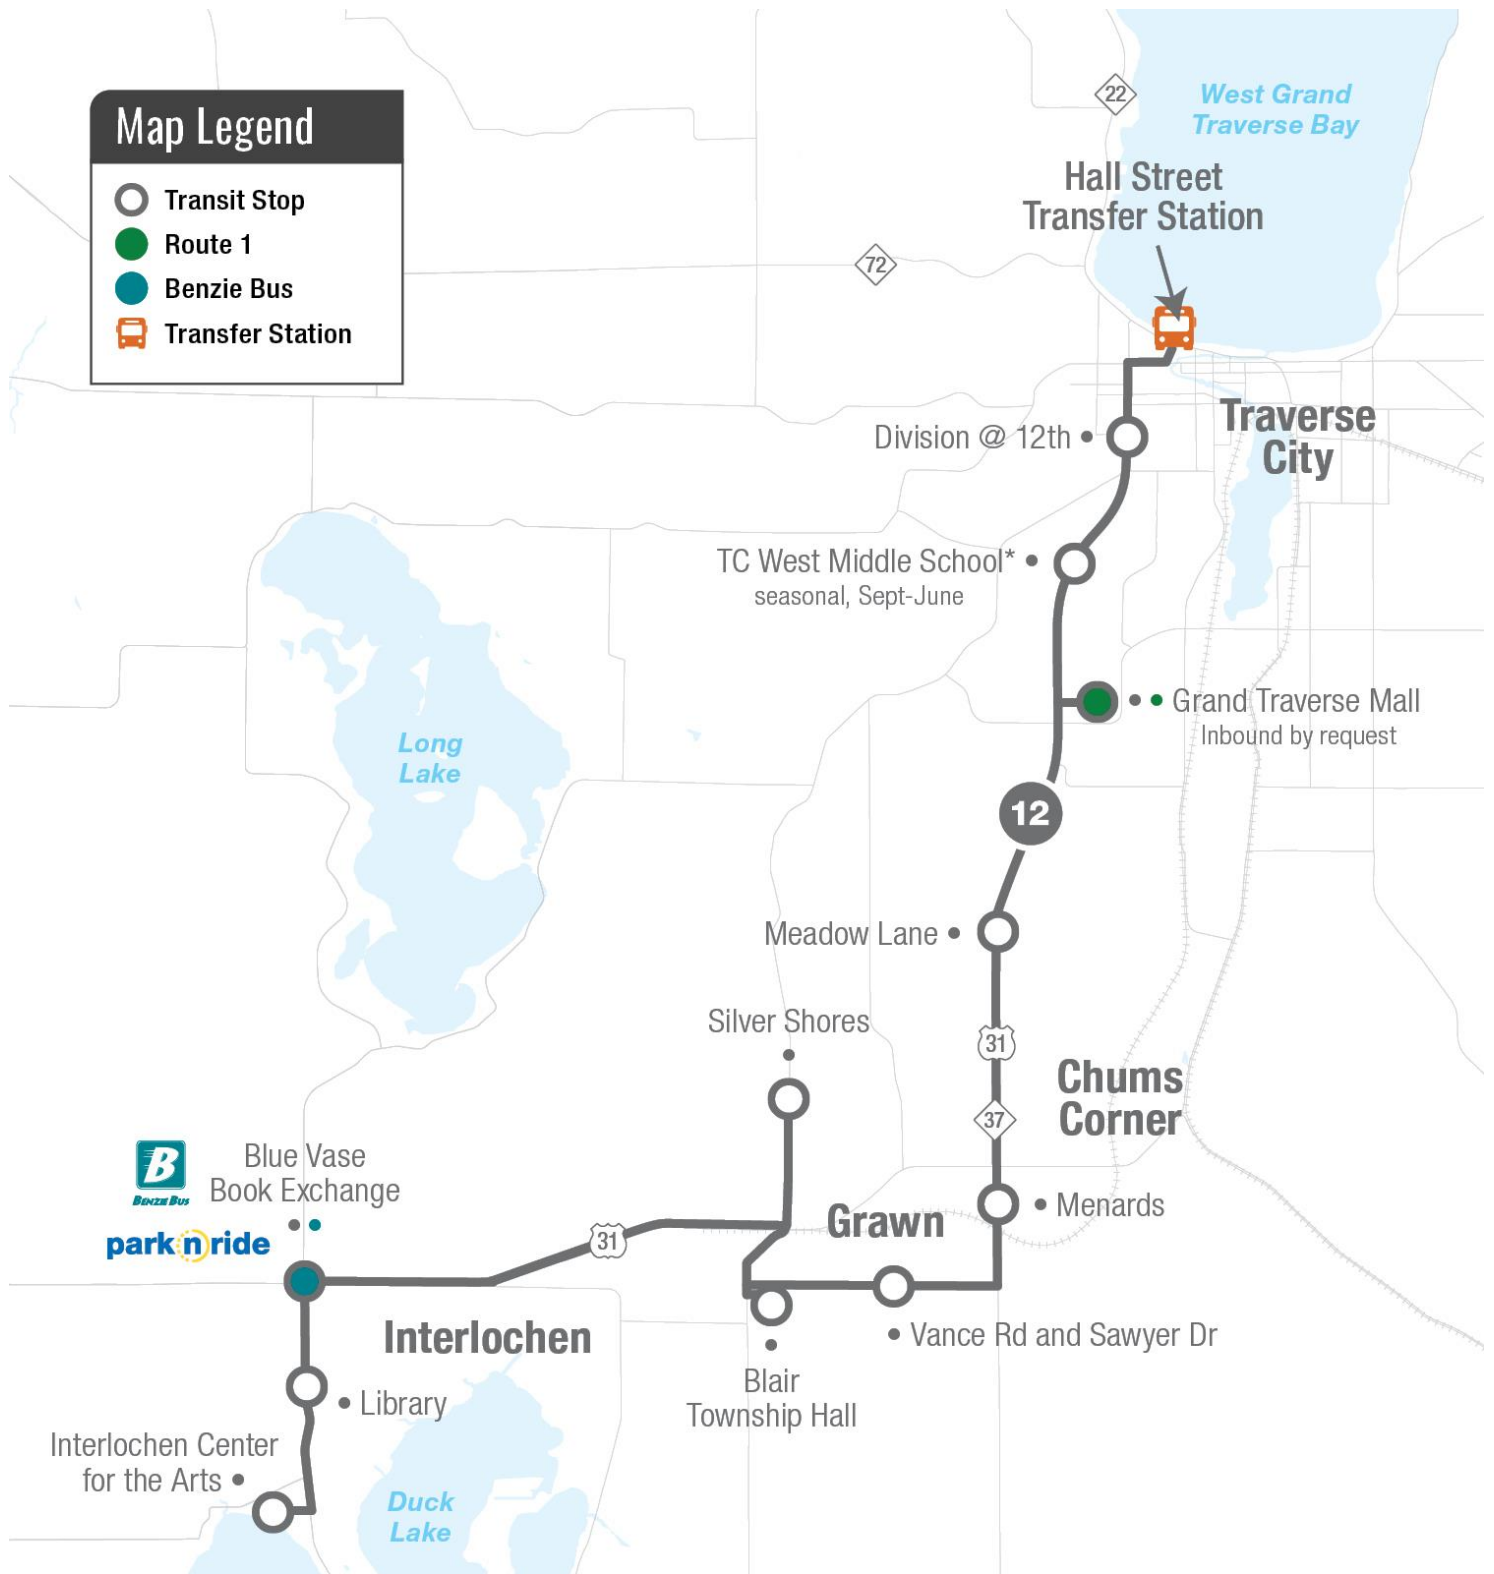 Map Legend
Transit Stop
Route 1
Benzie Bus
Transfer Station
22
West Grand
Traverse Bay
Hall Street
Transfer Station
72
Traverse
City
Division @ 12th
TC West Middle School*
seasonal, Sept-June
Grand Traverse Mall
Inbound by request
Long
Lake
12
Meadow Lane
Silver Shores
31
Chums
Corner
37
B
BENZIE BUS
Blue Vase
Book Exchange
park n ride
Menards
Grawn
31
Interlochen
Vance Rd and Sawyer Dr
Blair
Township Hall
Library
Interlochen Center
for the Arts
Duck
Lake